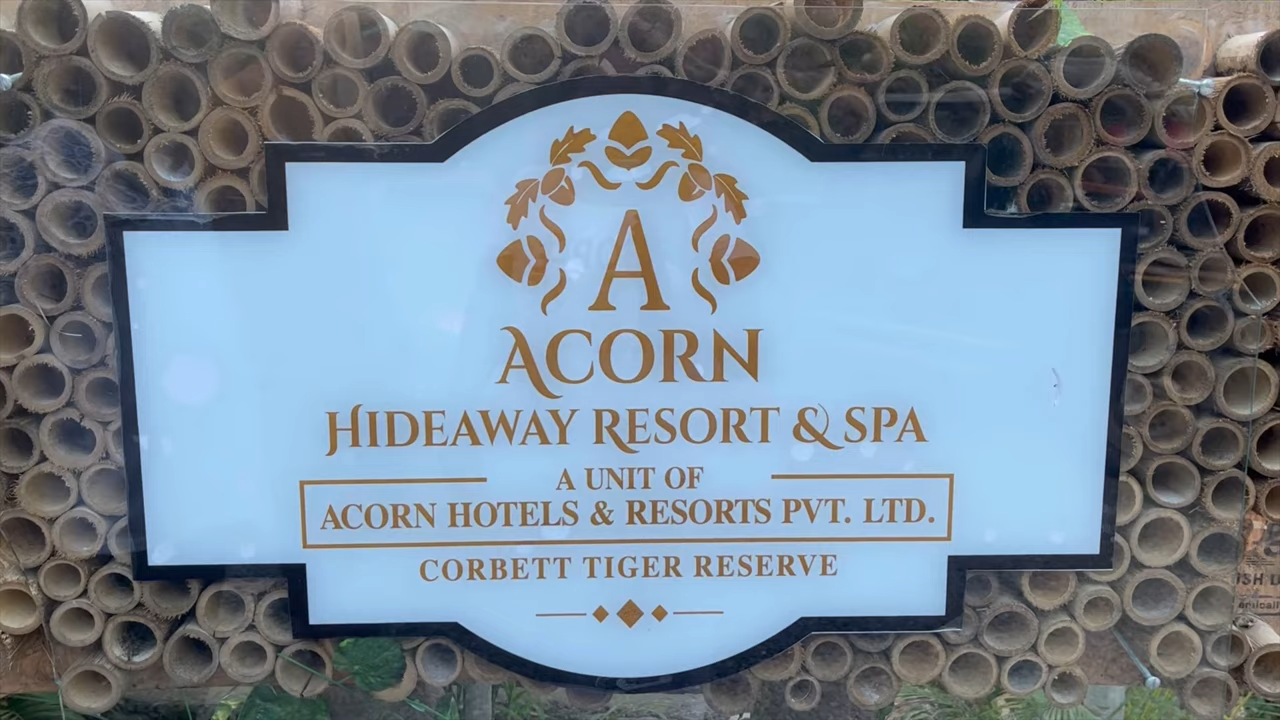 A
ACORN
HIDEAWAY RESORT & SPA
A UNIT OF
ACORN HOTELS & RESORTS PVT. LTD.
CORBETT TIGER RESERVE